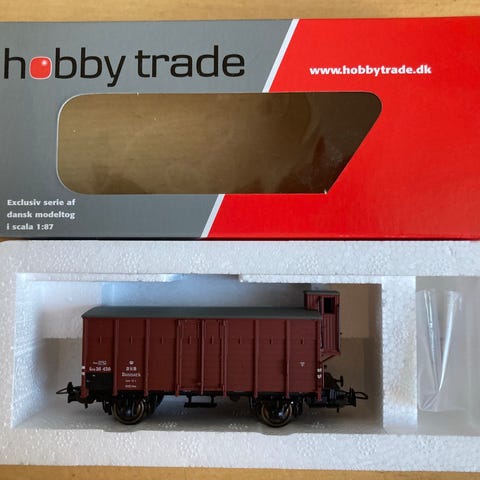 hobby trade
www.hobbytrade.dk
Exclusiv serie af
dansk modeltog
i scala 1:87
DSB
Danmark